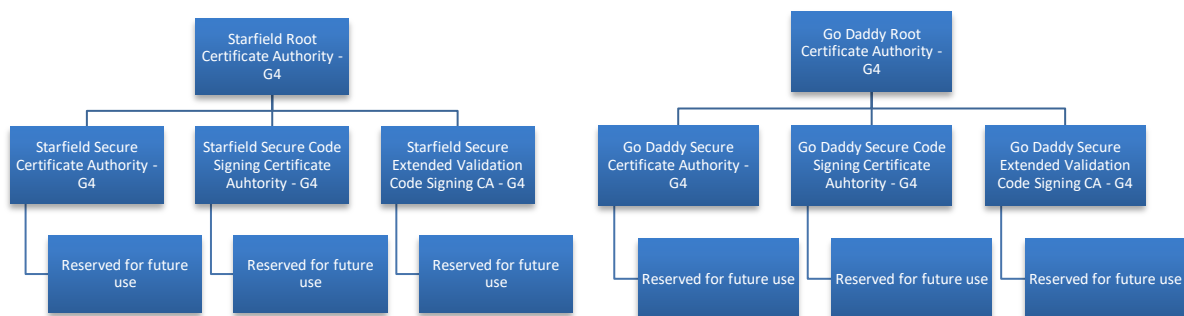 Starfield Root
Certificate Authority -
G4
Go Daddy Root
Certificate Authority -
G4
Starfield Secure
Certificate Authority -
G4
Starfield Secure Code
Signing Certificate
Auhtority - G4
Starfield Secure
Extended Validation
Code Signing CA - G4
Go Daddy Secure
Certificate Authority -
G4
Go Daddy Secure Code
Signing Certificate
Auhtority - G4
Go Daddy Secure
Extended Validation
Code Signing CA - G4
Reserved for future
use
Reserved for future
use
Reserved for future
use
Reserved for future use
Reserved for future use
Reserved for future use